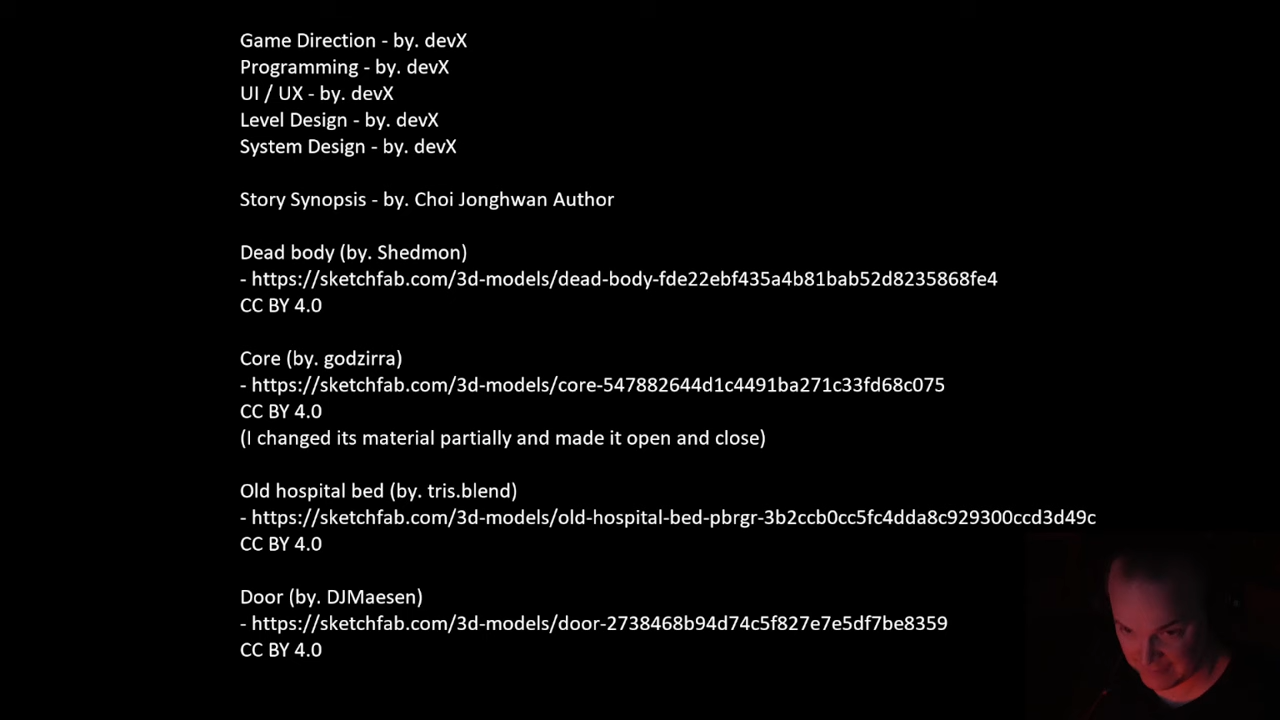 Game Direction - by. devX
Programming - by. devX
UI / UX - by. devX
Level Design - by. devX
System Design - by. devX
Story Synopsis - by. Choi Jonghwan Author
Dead body (by. Shedmon)
- https://sketchfab.com/3d-models/dead-body-fde22ebf435a4b81bab52d8235868fe4
CC BY 4.0
Core (by. godzirra)
- https://sketchfab.com/3d-models/core-547882644d1c4491ba271c33fd68c075
CC BY 4.0
(I changed its material partially and made it open and close)
Old hospital bed (by. tris.blend)
- https://sketchfab.com/3d-models/old-hospital-bed-pbrgr-3b2ccb0cc5fc4dda8c929300ccd3d49c
CC BY 4.0
Door (by. DJMaesen)
- https://sketchfab.com/3d-models/door-2738468b94d74c5f827e7e5df7be8359
CC BY 4.0